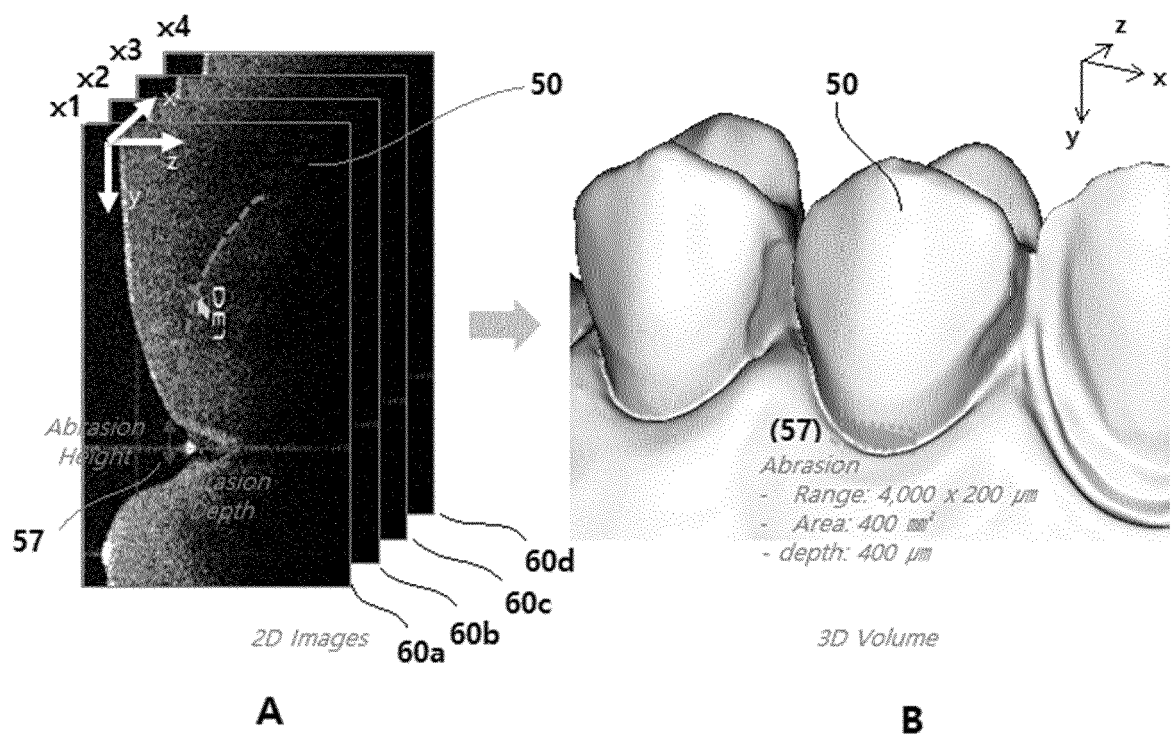 x4
x3
x2
x1
x
z
y
50
DEJ
Abrasion
Height
Abrasion
Depth
57
60d
60c
60b
60a
2D Images
A
z
x
y
50
(57)
Abrasion
- Range: 4,000 x 200 μm
- Area: 400 mm²
- depth: 400 μm
3D Volume
B